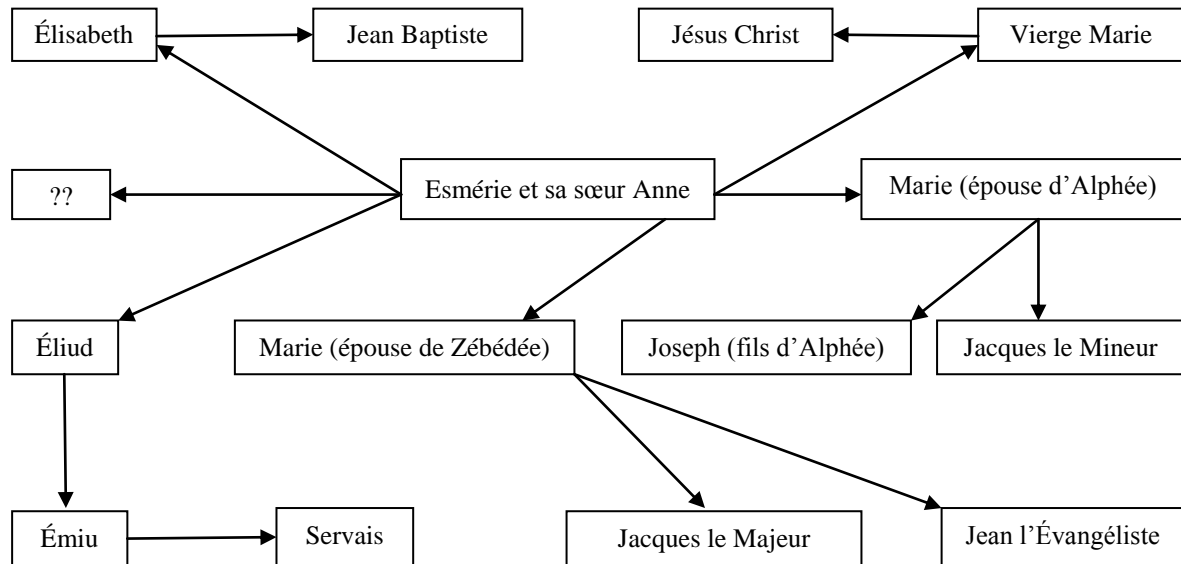 Élisabeth
Jean Baptiste
Jésus Christ
Vierge Marie
??
Esmérie et sa sœur Anne
Marie (épouse d’Alphée)
Éliud
Marie (épouse de Zébédée)
Joseph (fils d’Alphée)
Jacques le Mineur
Émiu
Servais
Jacques le Majeur
Jean l’Évangéliste